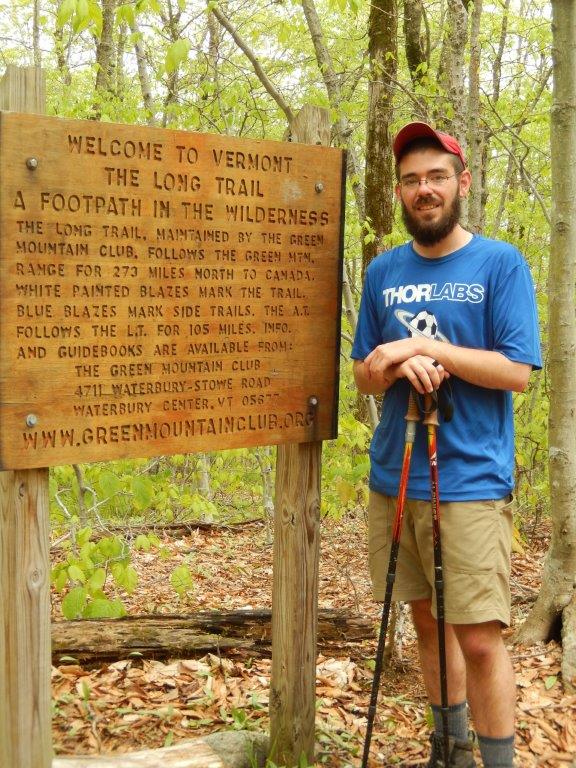 WELCOME TO VERMONT
THE LONG TRAIL
A FOOTPATH IN THE WILDERNESS
THE LONG TRAIL, MAINTAINED BY THE GREEN
MOUNTAIN CLUB, FOLLOWS THE GREEN MTN.
RANGE FOR 273 MILES NORTH TO CANADA.
WHITE PAINTED BLAZES MARK THE TRAIL.
BLUE BLAZES MARK SIDE TRAILS. THE A.T.
FOLLOWS THE L.T. FOR 105 MILES. INFO.
AND GUIDEBOOKS ARE AVAILABLE FROM:
THE GREEN MOUNTAIN CLUB
4711 WATERBURY-STOWE ROAD
WATERBURY CENTER, VT 05677
WWW.GREENMOUNTAINCLUB.ORG
THORLABS